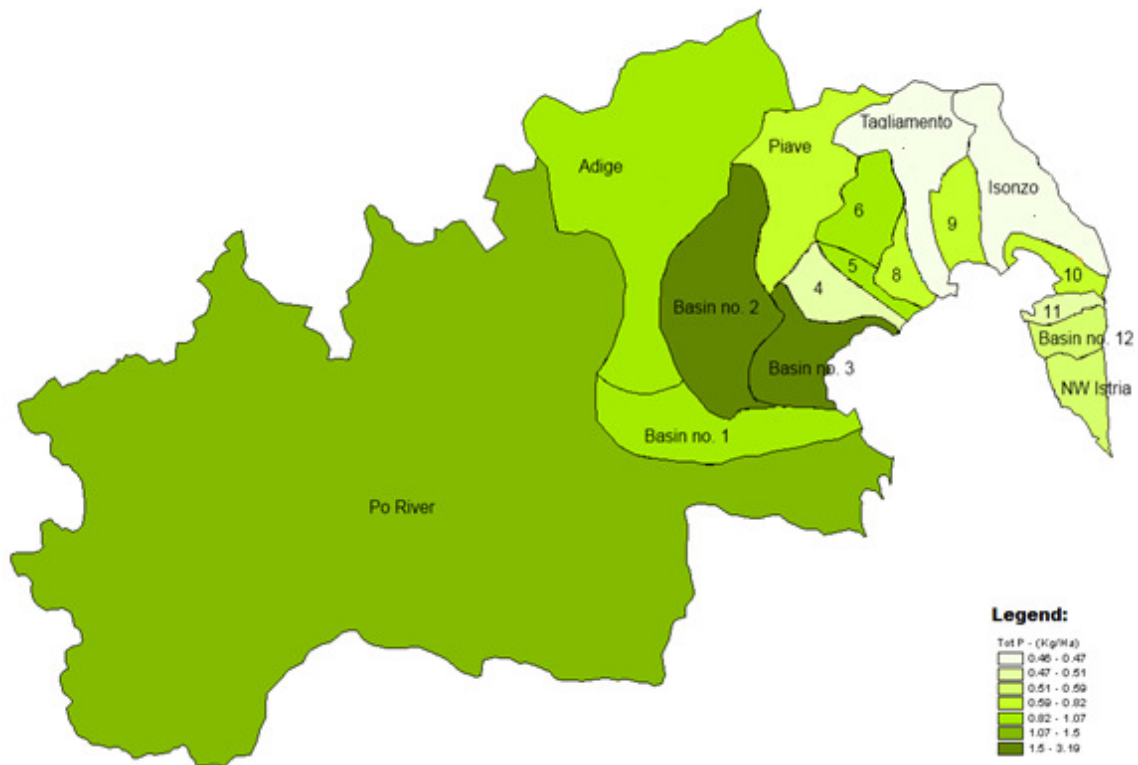 Tagliamento
Piave
Adige
Isonzo
6
9
5
8
10
4
11
Basin no. 2
Basin no. 12
Basin no. 3
NW Istria
Basin no. 1
Po River
Legend:
Tot P - (Kg/Ha)
0.46 - 0.47
0.47 - 0.51
0.51 - 0.59
0.59 - 0.82
0.82 - 1.07
1.07 - 1.5
1.5 - 3.19